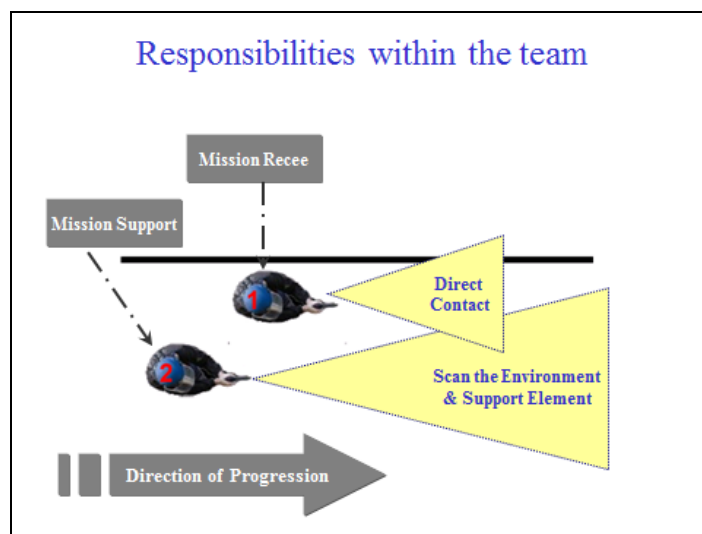 Responsibilities within the team
Mission Recee
Mission Support
1
Direct
Contact
2
Scan the Environment
& Support Element
Direction of Progression